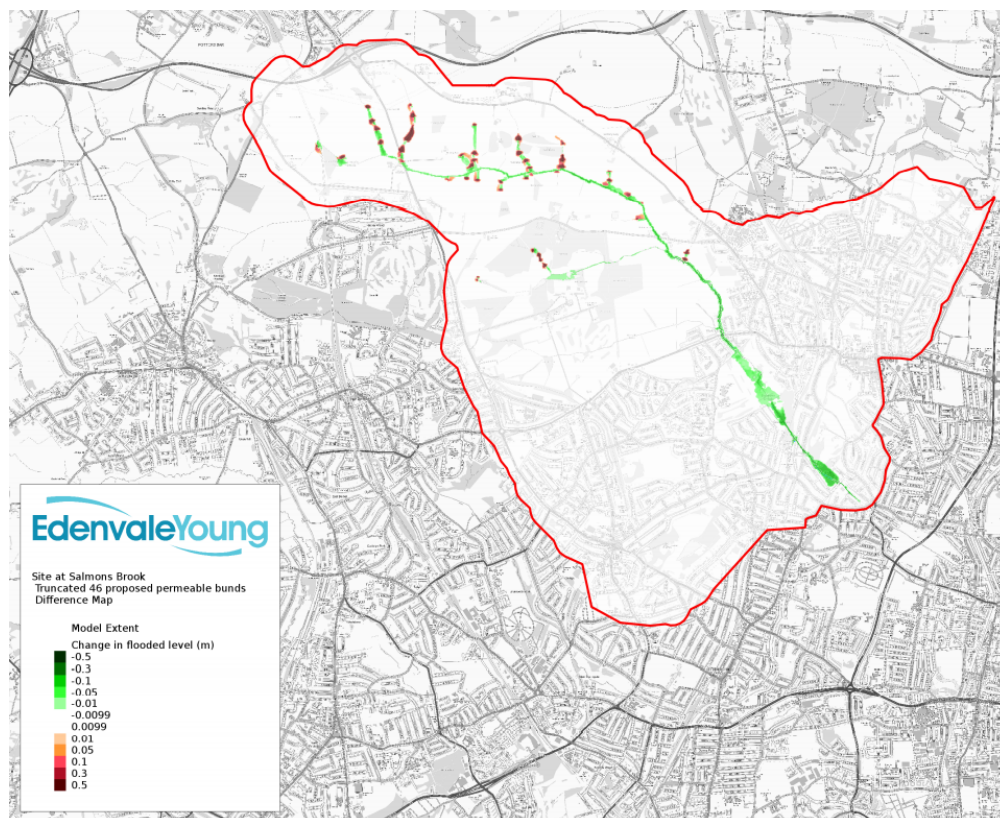 EdenvaleYoung
Site at Salmons Brook
Truncated 46 proposed permeable bunds
Difference Map
Model Extent
Change in flooded level (m)
-0.5
-0.3
-0.1
-0.05
-0.01
-0.0099
0.0099
0.01
0.05
0.1
0.3
0.5